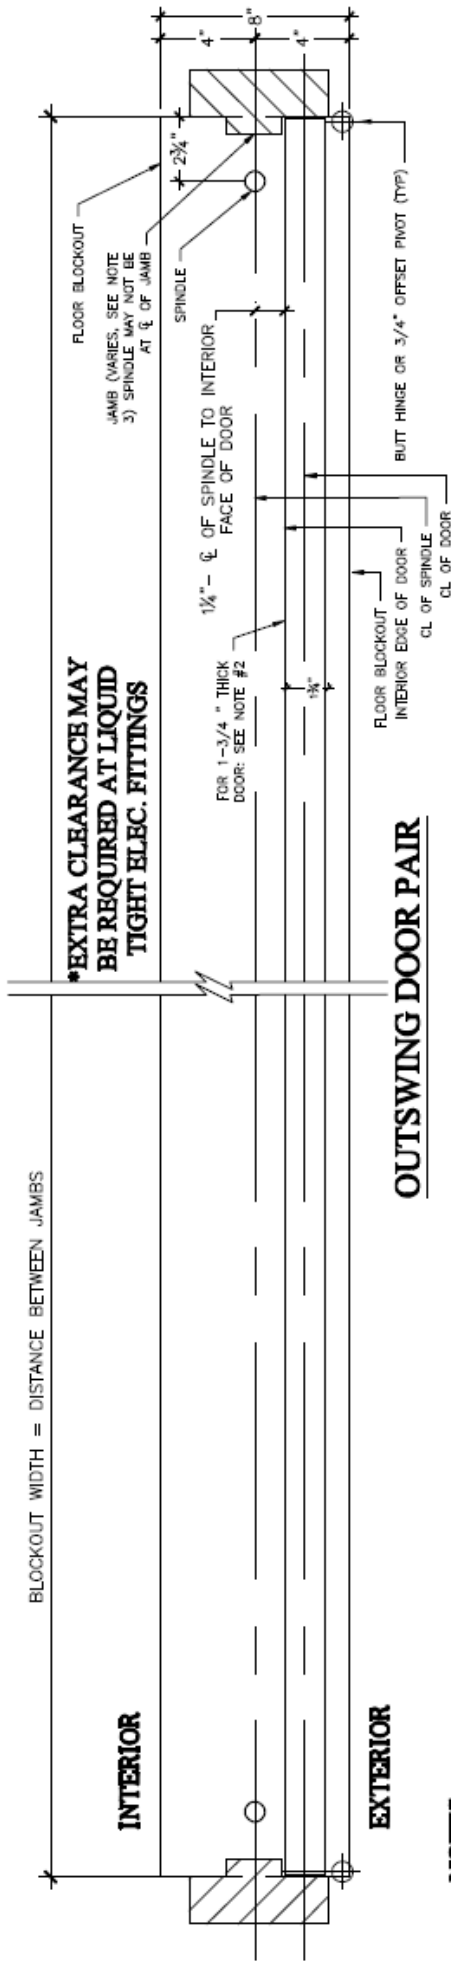 BLOCKOUT WIDTH = DISTANCE BETWEEN JAMBS
INTERIOR
*EXTRA CLEARANCE MAY
BE REQUIRED AT LIQUID
TIGHT ELEC. FITTINGS
FLOOR BLOCKOUT
JAMB (VARIES, SEE NOTE
3) SPINDLE MAY NOT BE
AT ℄ OF JAMB
SPINDLE
2¾"
4"
8"
4"
1¼"- ℄ OF SPINDLE TO INTERIOR
FACE OF DOOR
FOR 1-3/4 " THICK
DOOR: SEE NOTE #2
1¾"
EXTERIOR
FLOOR BLOCKOUT
INTERIOR EDGE OF DOOR
CL OF SPINDLE
CL OF DOOR
BUTT HINGE OR 3/4" OFFSET PIVOT (TYP)
OUTSWING DOOR PAIR